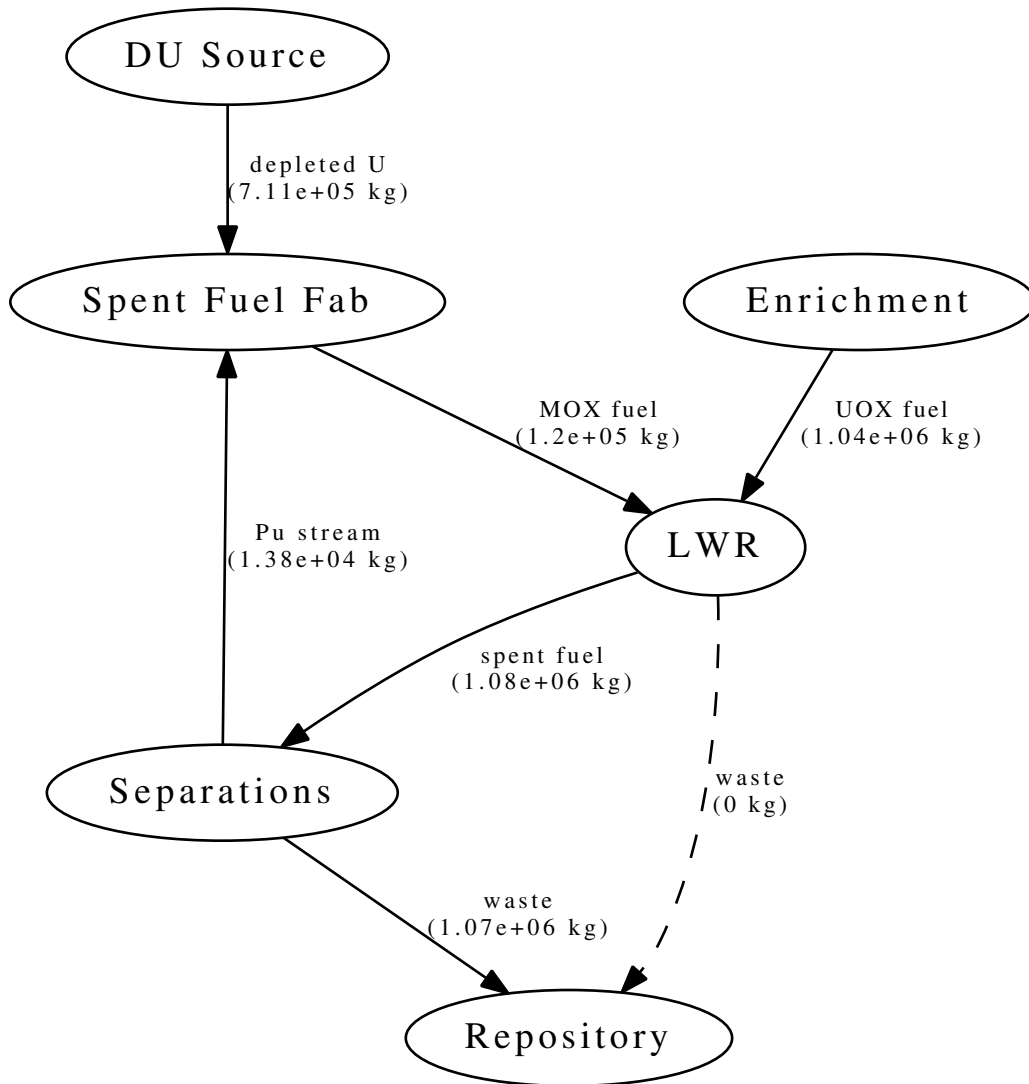 DU Source
depleted U
(7.11e+05 kg)
Spent Fuel Fab
Enrichment
MOX fuel
(1.2e+05 kg)
UOX fuel
(1.04e+06 kg)
Pu stream
(1.38e+04 kg)
LWR
spent fuel
(1.08e+06 kg)
Separations
waste
(0 kg)
waste
(1.07e+06 kg)
Repository